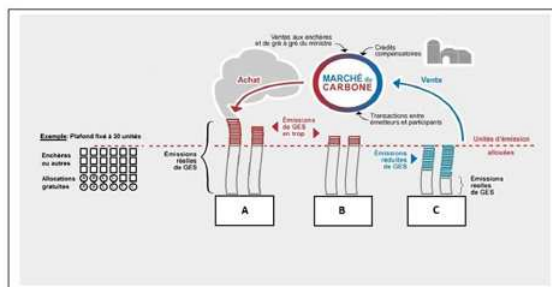 Ventes aux enchères
et de gré à gré du ministre
Crédits
compensatoires
Achat
MARCHÉ du
CARBONE
Vente
Transactions entre
émetteurs et participants
Exemple: Plafond fixé à 30 unités
Émissions
de GES
en trop
Unités d'émission
allouées
Enchères
ou autres
Allocations
gratuites
Émissions
réelles
de GES
Émissions
réduites
de GES
Émissions
réelles
de GES
A
B
C